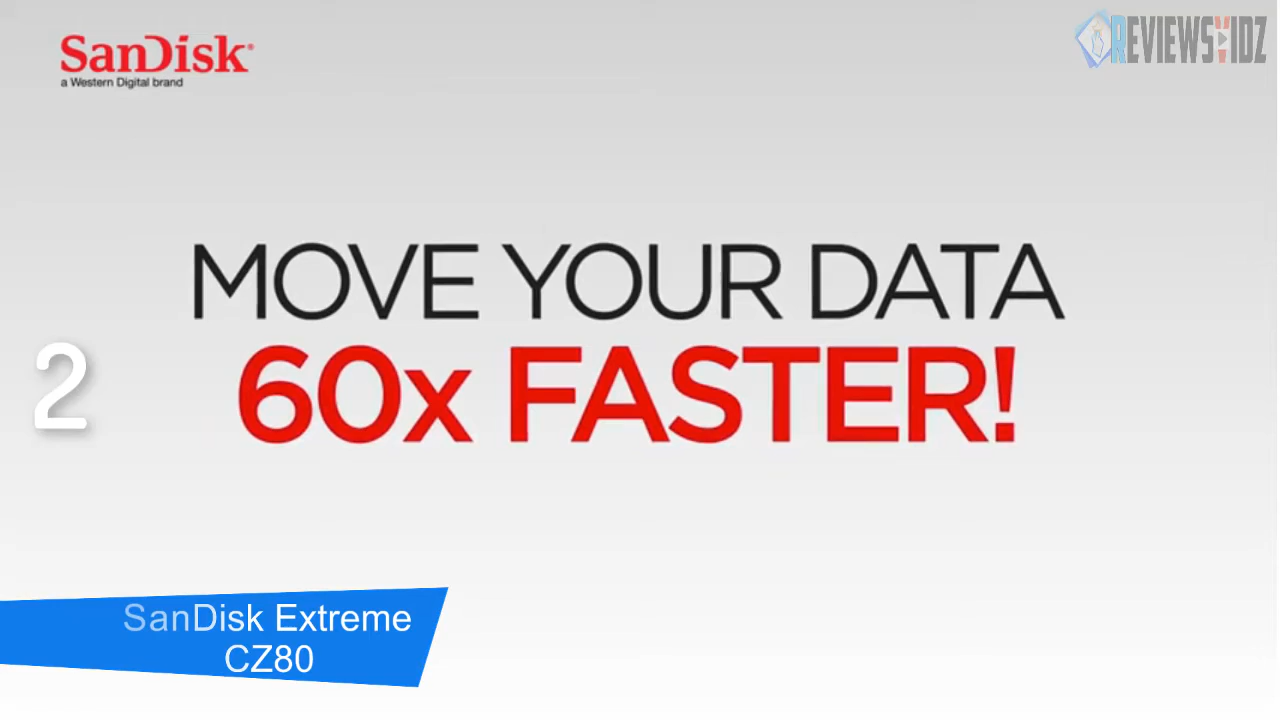 SanDisk®
a Western Digital brand
REVIEWSVIDZ
MOVE YOUR DATA
60x FASTER!
2
SanDisk Extreme
CZ80